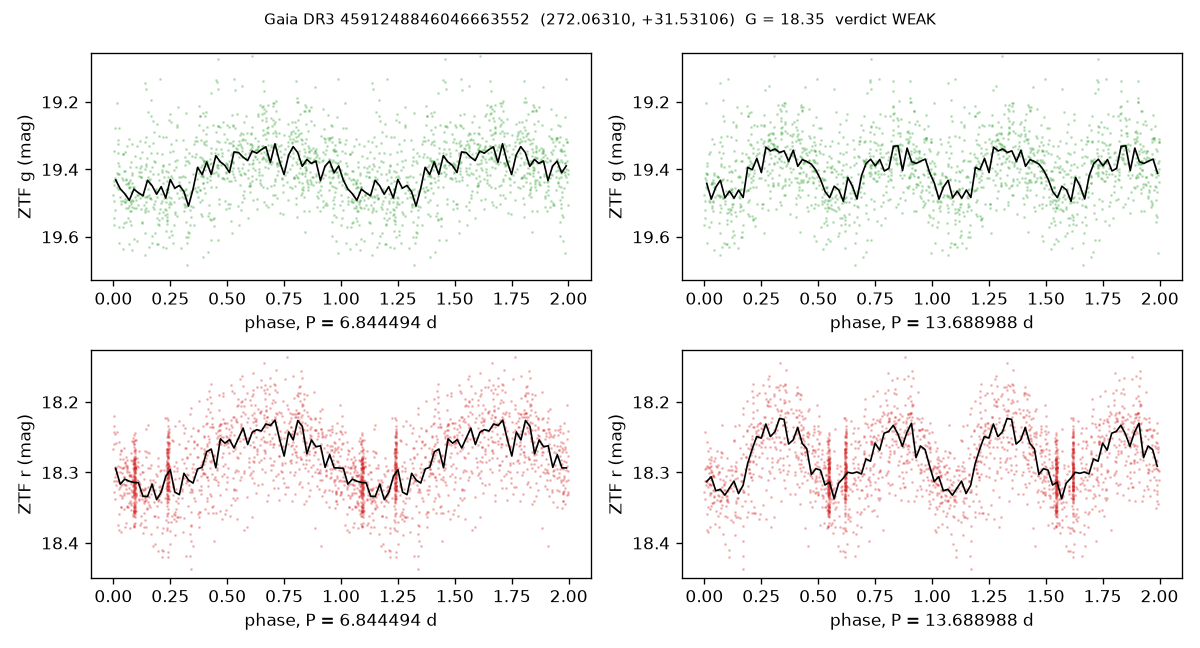 Gaia DR3 4591248846046663552 (272.06310, +31.53106) G = 18.35 verdict WEAK
ZTF g (mag)
19.2
19.4
19.6
0.00 0.25 0.50 0.75 1.00 1.25 1.50 1.75 2.00
phase, P = 6.844494 d
ZTF g (mag)
19.2
19.4
19.6
0.00 0.25 0.50 0.75 1.00 1.25 1.50 1.75 2.00
phase, P = 13.688988 d
ZTF r (mag)
18.2
18.3
18.4
0.00 0.25 0.50 0.75 1.00 1.25 1.50 1.75 2.00
phase, P = 6.844494 d
ZTF r (mag)
18.2
18.3
18.4
0.00 0.25 0.50 0.75 1.00 1.25 1.50 1.75 2.00
phase, P = 13.688988 d